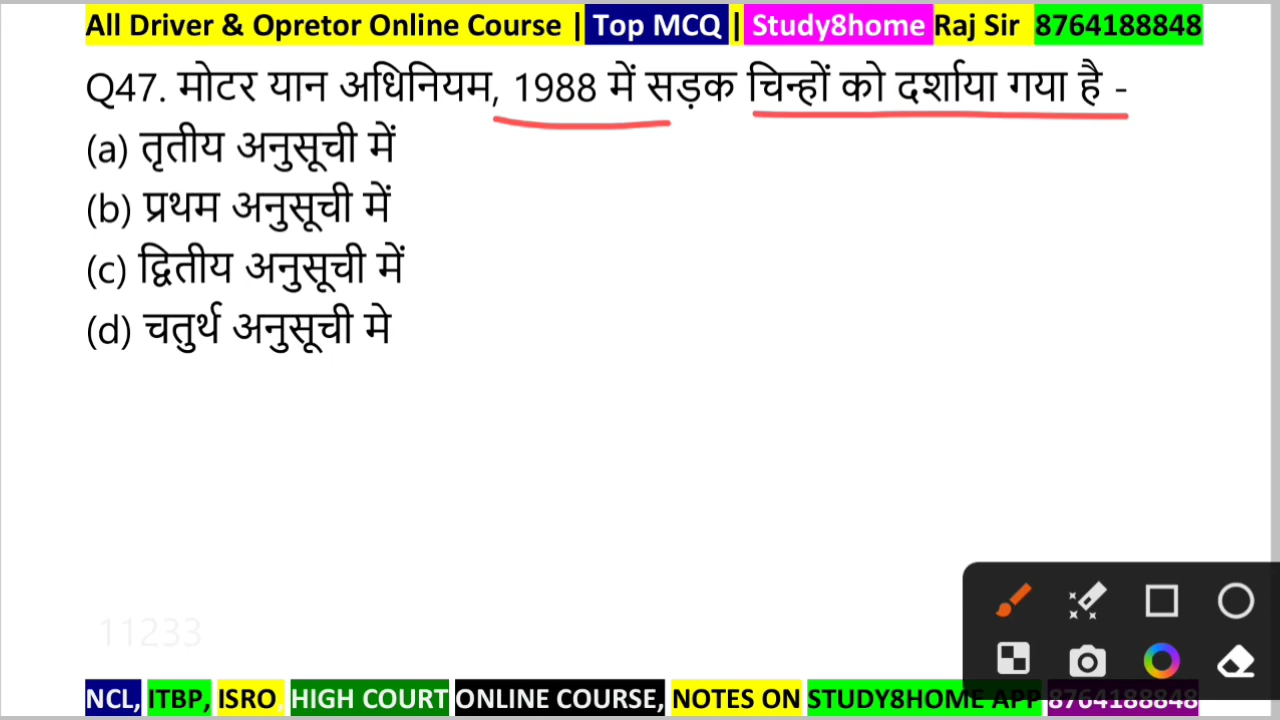 All Driver & Opretor Online Course | Top MCQ | Study8home Raj Sir 8764188848
Q47. मोटर यान अधिनियम, 1988 में सड़क चिन्हों को दर्शाया गया है -
(a) तृतीय अनुसूची में
(b) प्रथम अनुसूची में
(c) द्वितीय अनुसूची में
(d) चतुर्थ अनुसूची मे
11233
NCL, ITBP, ISRO, HIGH COURT ONLINE COURSE, NOTES ON STUDY8HOME APP 8764188848